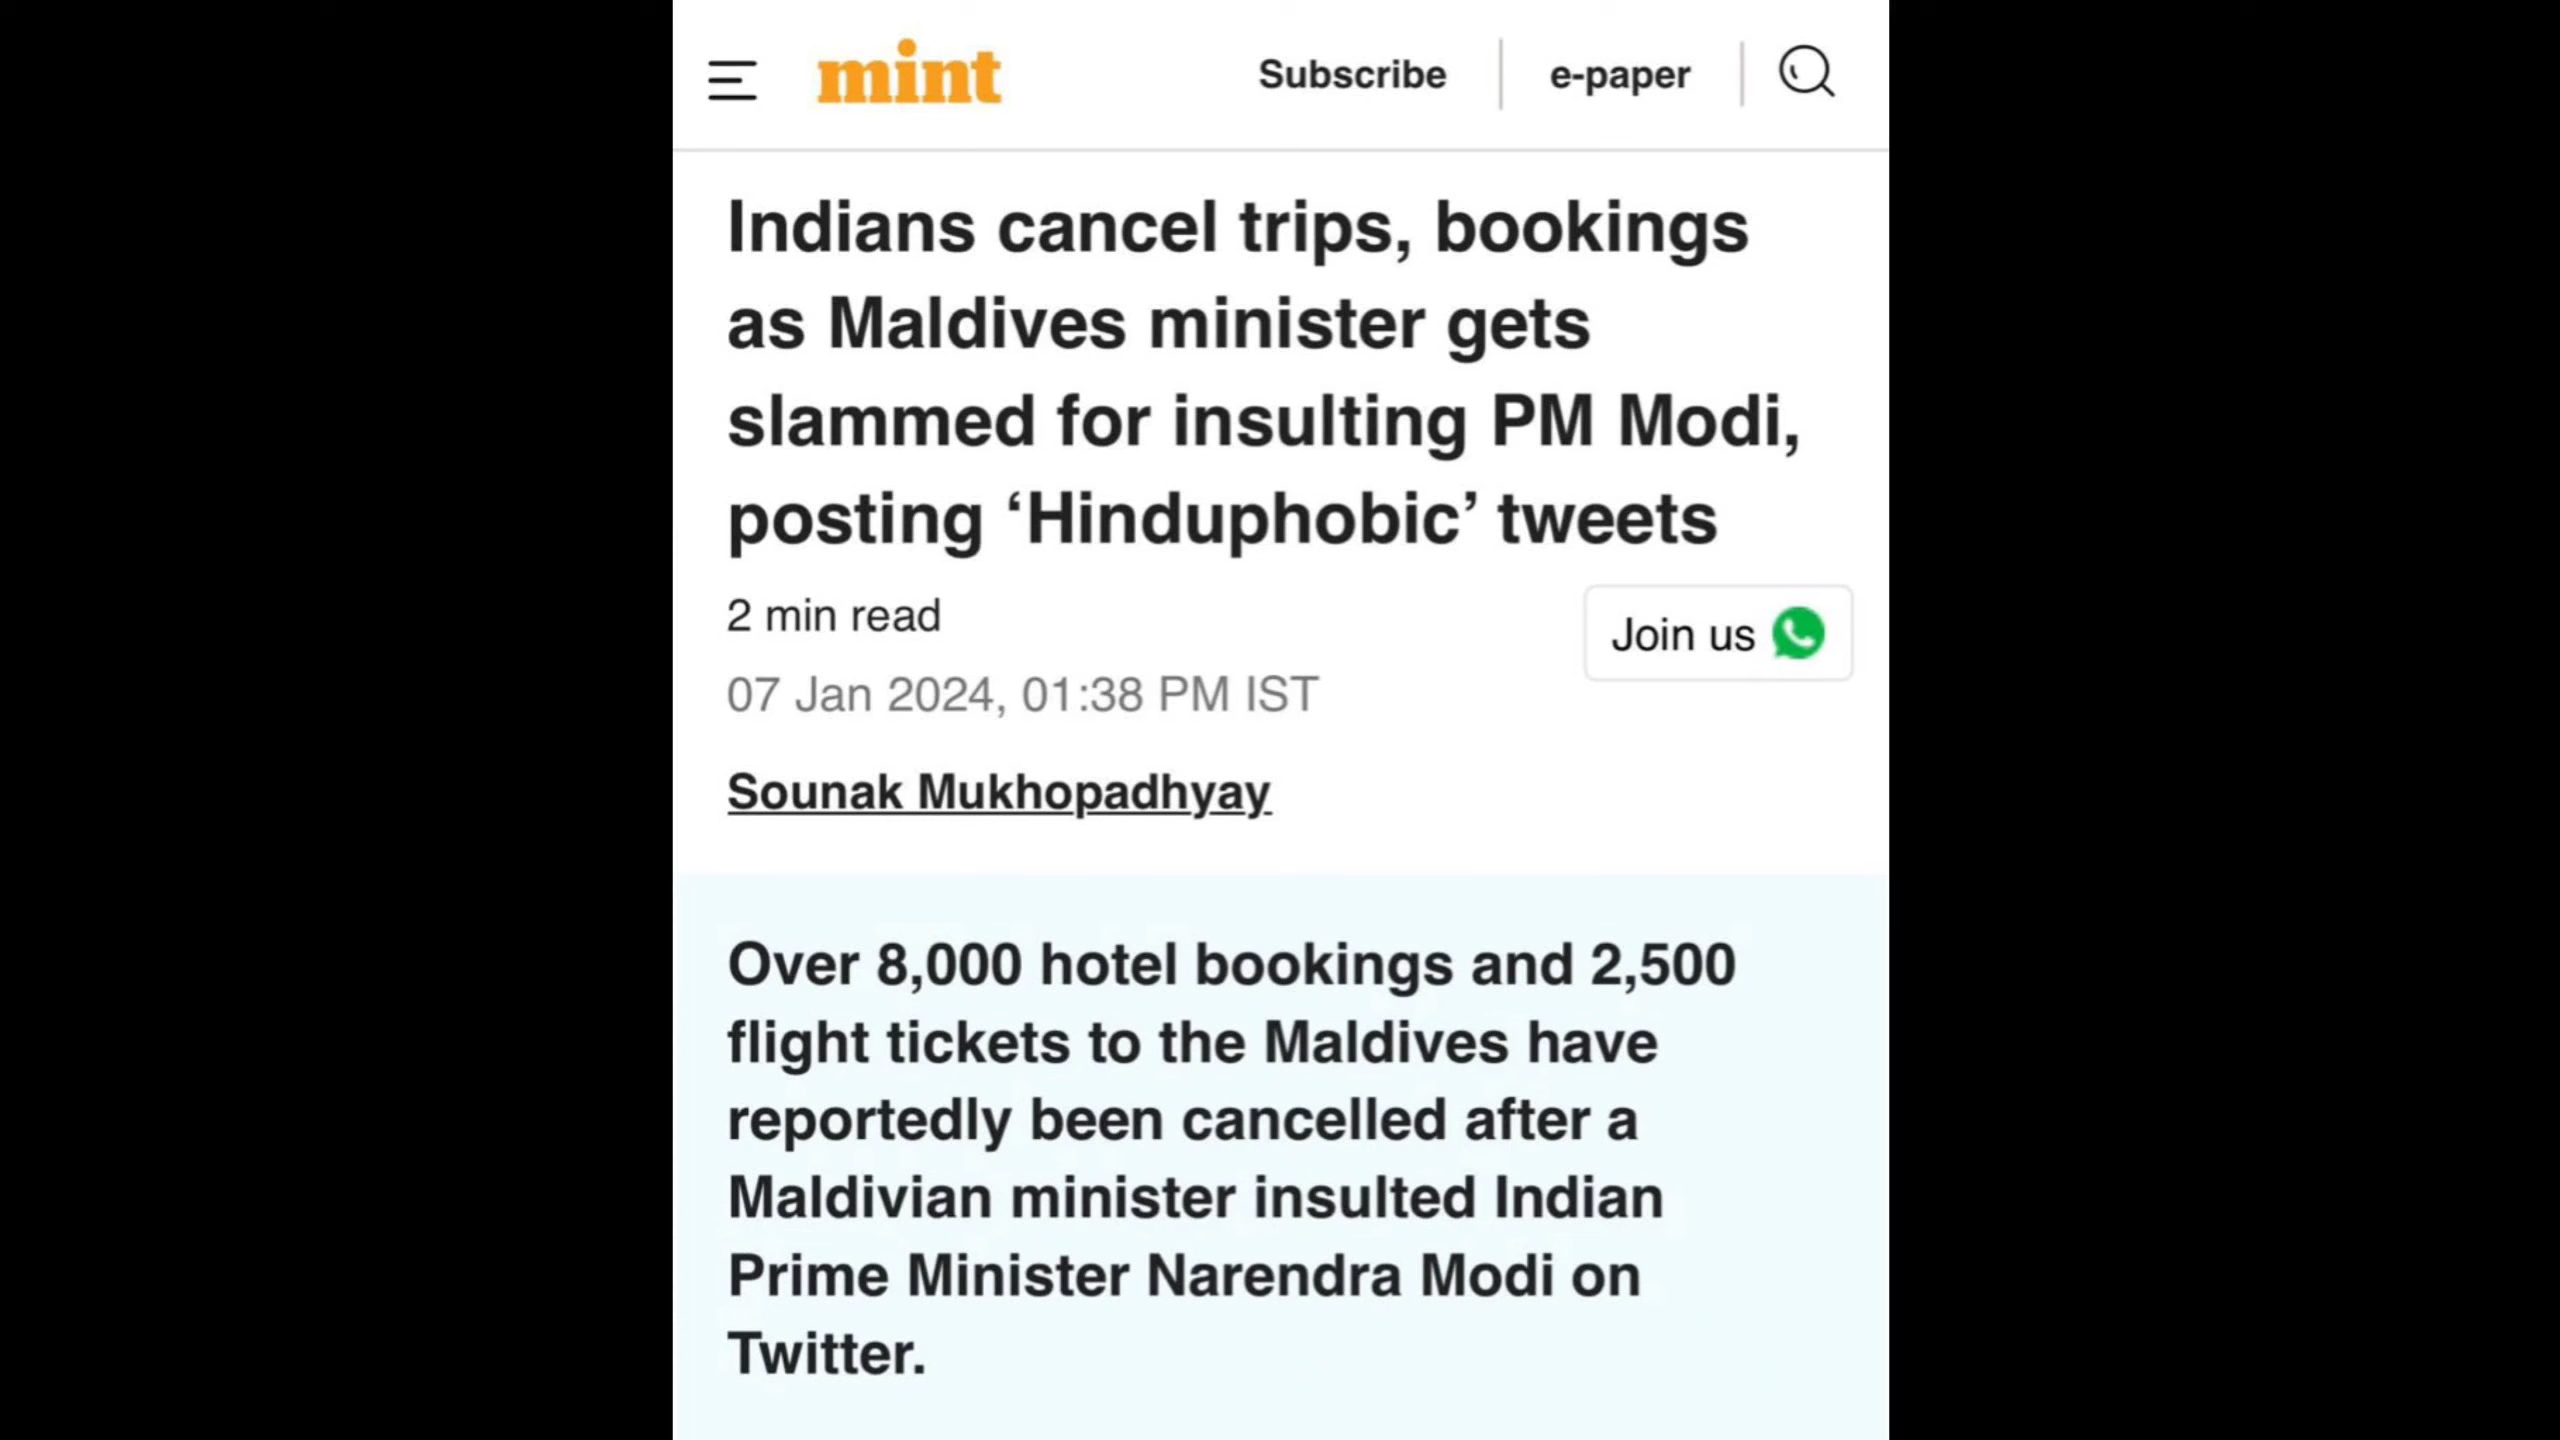 mint
Subscribe
e-paper
Indians cancel trips, bookings
as Maldives minister gets
slammed for insulting PM Modi,
posting ‘Hinduphobic’ tweets
2 min read
Join us
07 Jan 2024, 01:38 PM IST
Sounak Mukhopadhyay
Over 8,000 hotel bookings and 2,500
flight tickets to the Maldives have
reportedly been cancelled after a
Maldivian minister insulted Indian
Prime Minister Narendra Modi on
Twitter.